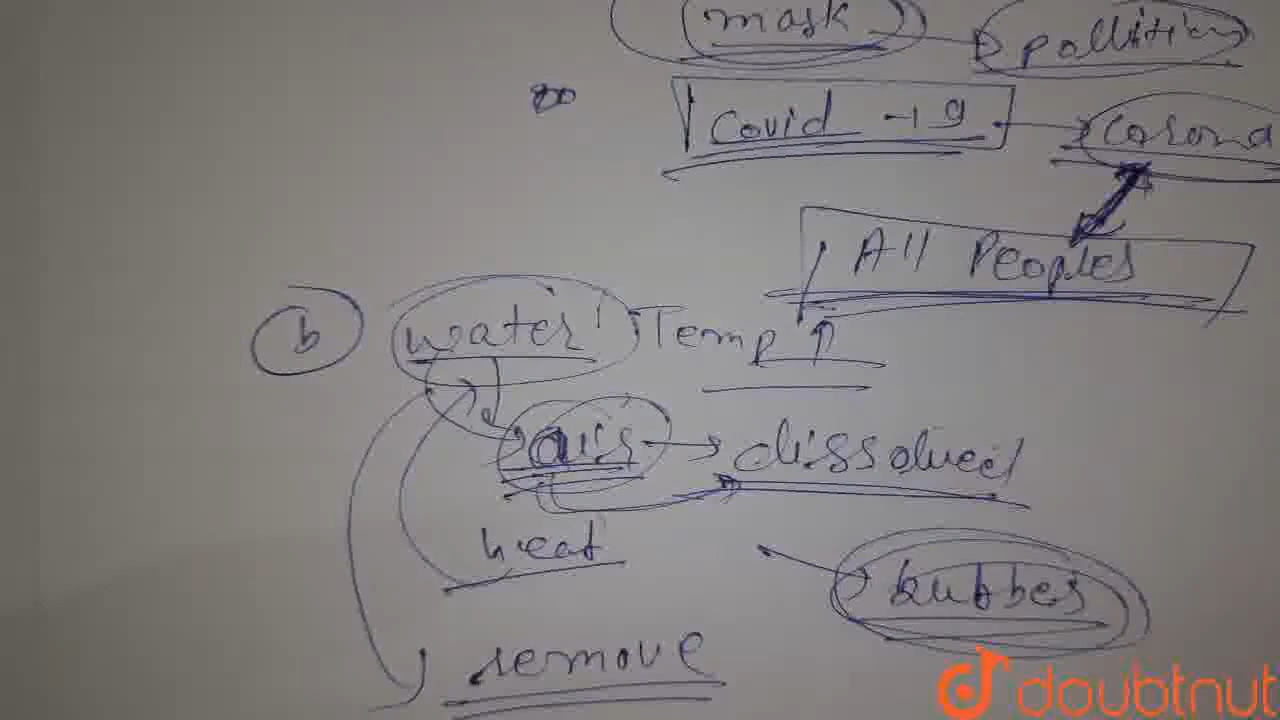 mask pollution
Covid -19 corona
All Peoples
b water Temp ↑
air dissolved
heat
bubbes
remove
doubtnut